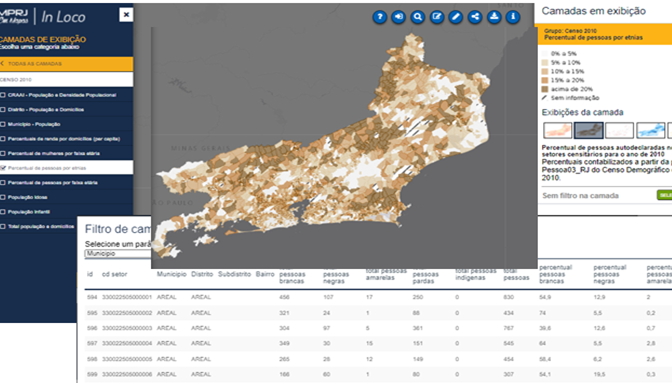 MPRJ Em Mapas | In Loco
CAMADAS DE EXIBIÇÃO
Escolha uma categoria abaixo
< TODAS AS CAMADAS
CENSO 2010
CRAAI - População e Densidade Populacional
Distrito - População e Domicílios
Município - População
Percentuais de renda por domicílios (per capita)
Percentual de mulheres por faixa etária
Percentual de pessoas por etnias
Percentual de pessoas por faixa etária
População Idosa
População Infantil
Total população e domicílios
MINAS GERAIS
PAULO
Camadas em exibição
Grupo: Censo 2010
Percentual de pessoas por etnias
0% a 5%
5% a 10%
10% a 15%
15% a 20%
acima de 20%
Sem informação
Exibições da camada
Percentual de pessoas autodeclaradas n
setores censitários para o ano de 2010
Percentuais contabilizados a partir da p
Pessoa03_RJ do Censo Demográfico
2010.
Sem filtro na camada
SELE
Filtro de cam
Selecione um pará
Município
id cd setor Município Distrito Subdistrito Bairro pessoas brancas pessoas negras total pessoas amarelas pessoas pardas total pessoas indígenas total pessoas percentual pessoas brancas percentual pessoas negras percentual pessoas amarela
594 330022505000001 AREAL AREAL 456 107 17 250 0 830 54,9 12,9 2
595 330022505000002 AREAL AREAL 321 24 1 88 0 434 74 5,5 0,2
596 330022505000003 AREAL AREAL 304 97 5 361 0 767 39,6 12,6 0,7
597 330022505000004 AREAL AREAL 349 30 15 151 0 545 64 5,5 2,8
598 330022505000005 AREAL AREAL 265 28 12 149 0 454 58,4 6,2 2,6
599 330022505000006 AREAL AREAL 166 60 1 80 0 307 54,1 19,5 0,3